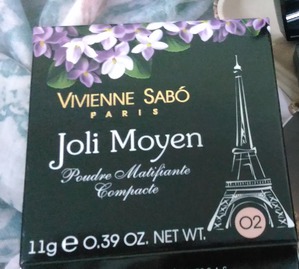 VIVIENNE SABÓ
PARIS
Joli Moyen
Poudre Matifiante
Compacte
02
11g e 0.39 OZ. NET WT.